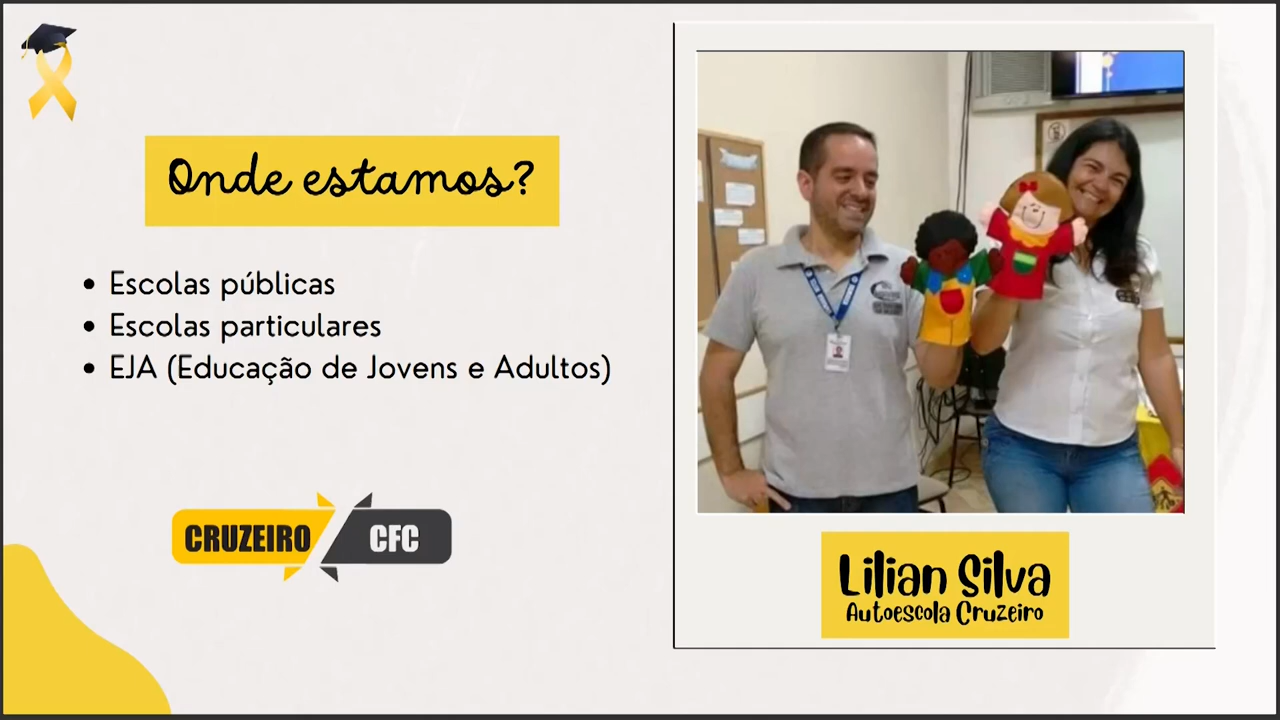 Onde estamos?
• Escolas públicas
• Escolas particulares
• EJA (Educação de Jovens e Adultos)
CRUZEIRO CFC
Lilian Silva
Autoescola Cruzeiro